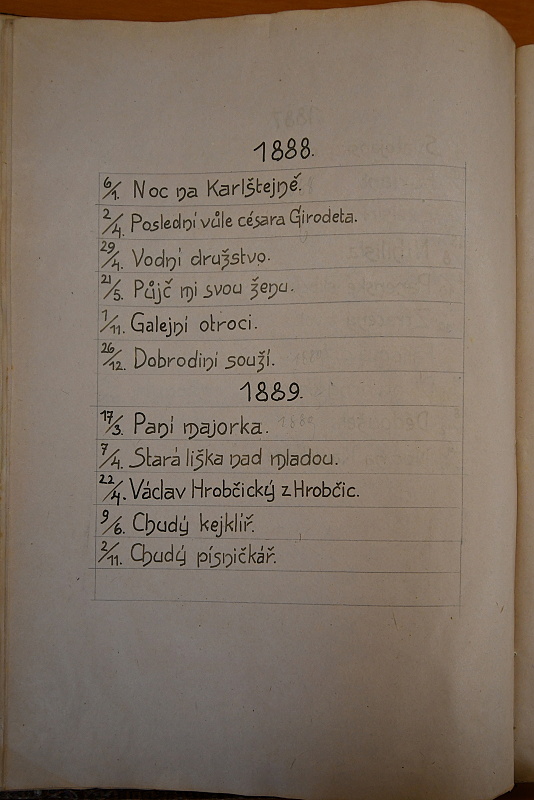 1888.
6/1. Noc na Karlštejně.
2/4. Poslední vůle césara Girodeta.
29/4. Vodní družstvo.
21/5. Půjč mi svou ženu.
1/11. Galejní otroci.
26/12. Dobrodiní souží.
1889.
17/3. Paní majorka.
7/4. Stará liška nad mladou.
22/4. Václav Hrobčický z Hrobčic.
9/6. Chudý kejklíř.
2/11. Chudý písničkář.